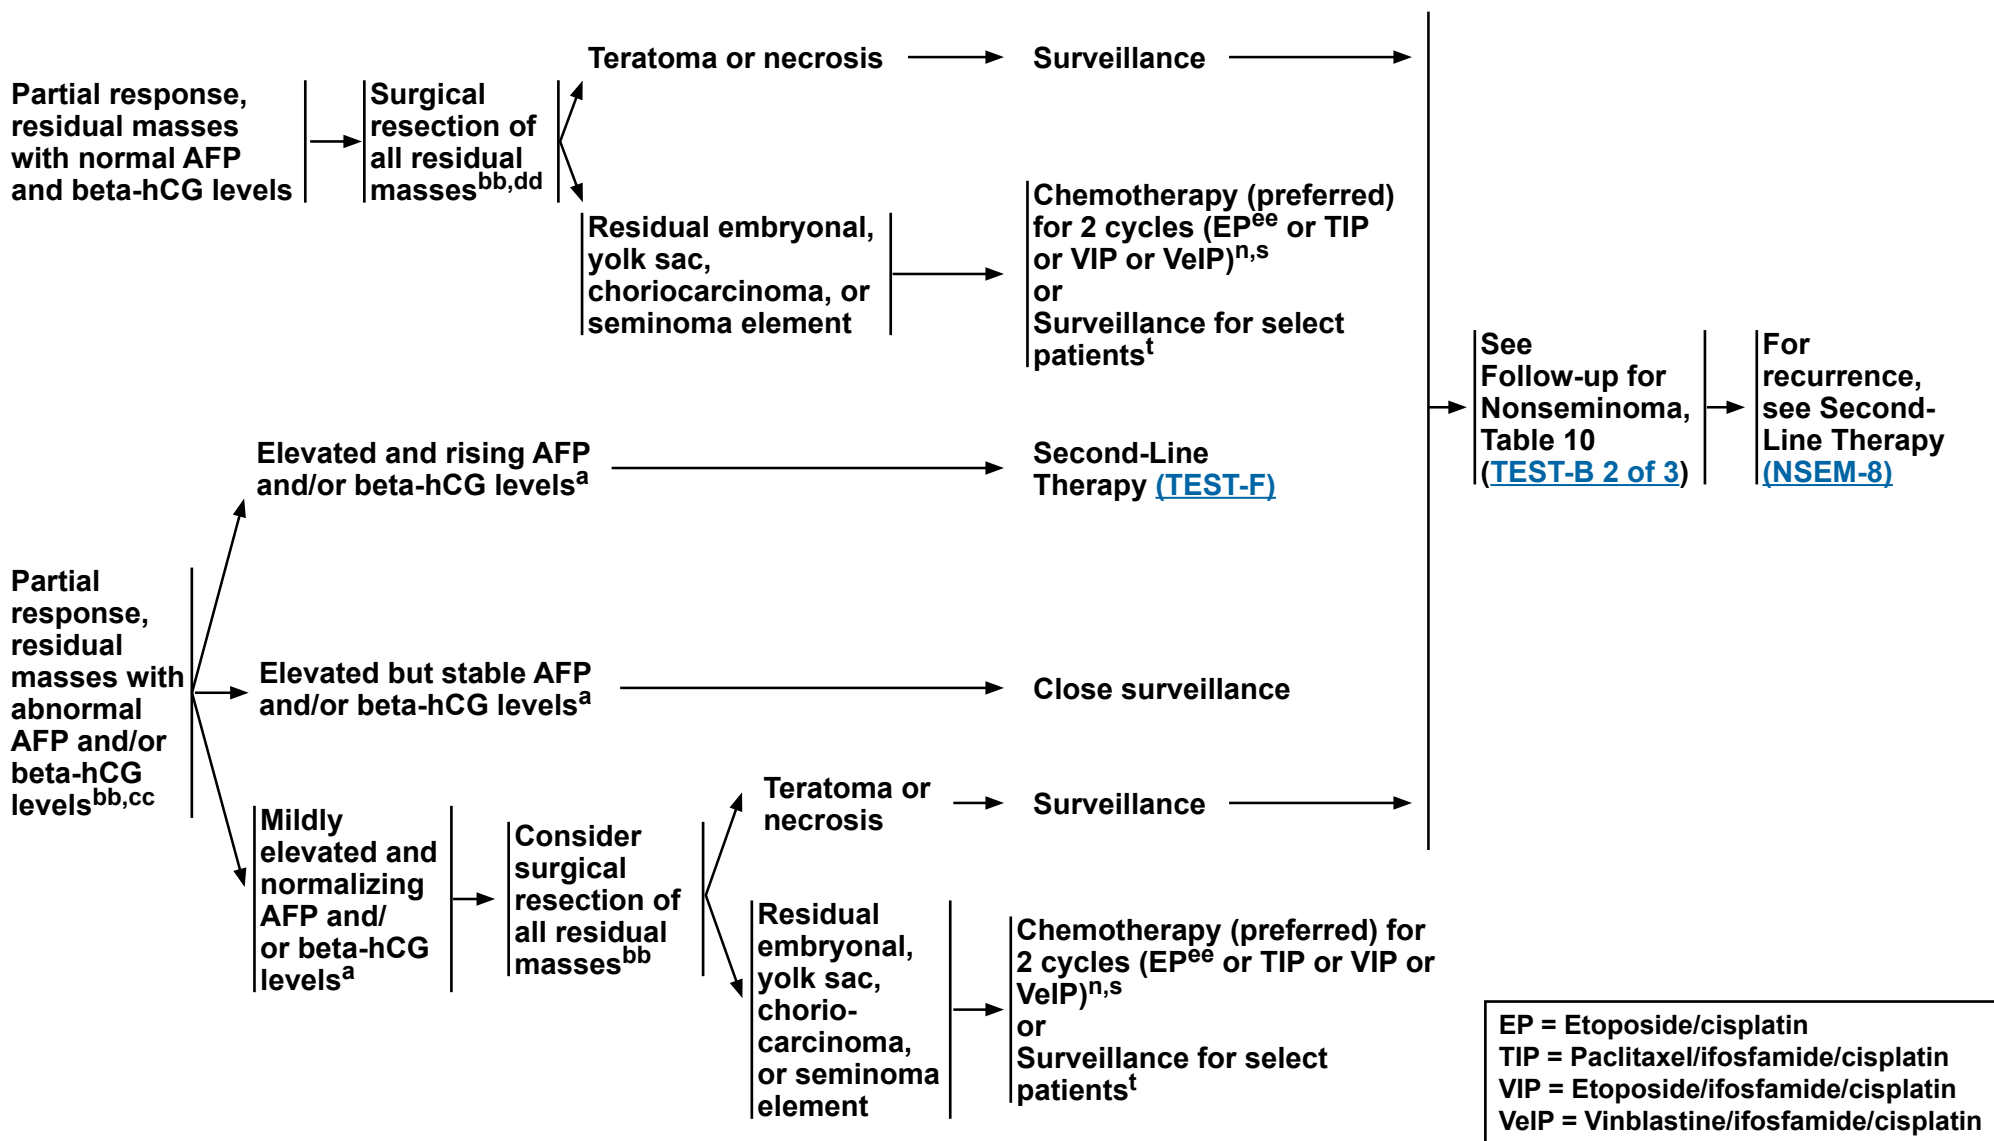 Partial response,
residual masses
with normal AFP
and beta-hCG levels
Surgical
resection of
all residual
masses^bb,dd
Teratoma or necrosis
Surveillance
Residual embryonal,
yolk sac,
choriocarcinoma, or
seminoma element
Chemotherapy (preferred)
for 2 cycles (EP^ee or TIP
or VIP or VeIP)^n,s
or
Surveillance for select
patients^t
Partial
response,
residual
masses with
abnormal
AFP and/or
beta-hCG
levels^bb,cc
Elevated and rising AFP
and/or beta-hCG levels^a
Second-Line
Therapy (TEST-F)
Elevated but stable AFP
and/or beta-hCG levels^a
Close surveillance
Mildly
elevated and
normalizing
AFP and/
or beta-hCG
levels^a
Consider
surgical
resection of
all residual
masses^bb
Teratoma or
necrosis
Surveillance
Residual
embryonal,
yolk sac,
chorio-
carcinoma,
or seminoma
element
Chemotherapy (preferred) for
2 cycles (EP^ee or TIP or VIP or
VeIP)^n,s
or
Surveillance for select
patients^t
See
Follow-up for
Nonseminoma,
Table 10
(TEST-B 2 of 3)
For
recurrence,
see Second-
Line Therapy
(NSEM-8)
EP = Etoposide/cisplatin
TIP = Paclitaxel/ifosfamide/cisplatin
VIP = Etoposide/ifosfamide/cisplatin
VeIP = Vinblastine/ifosfamide/cisplatin